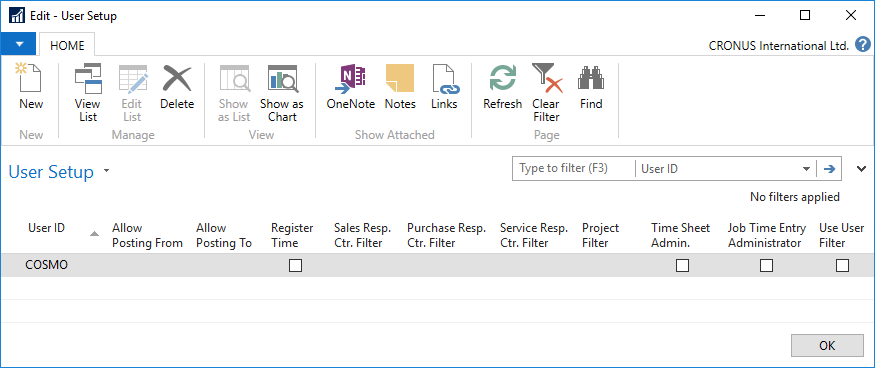 Edit - User Setup
HOME
CRONUS International Ltd. ?
New View List Edit List Delete Show as List Show as Chart OneNote Notes Links Refresh Clear Filter Find
New Manage View Show Attached Page
User Setup
Type to filter (F3) User ID
No filters applied
User ID Allow Posting From Allow Posting To Register Time Sales Resp. Ctr. Filter Purchase Resp. Ctr. Filter Service Resp. Ctr. Filter Project Filter Time Sheet Admin. Job Time Entry Administrator Use User Filter
COSMO
OK